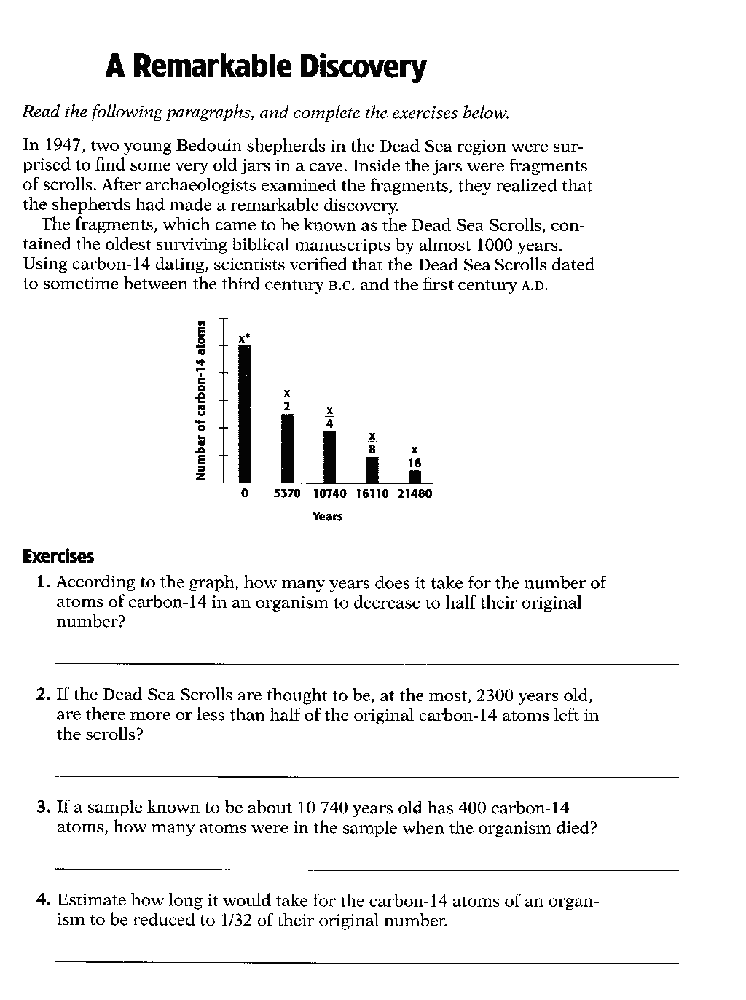 A Remarkable Discovery
Read the following paragraphs, and complete the exercises below.
In 1947, two young Bedouin shepherds in the Dead Sea region were sur-
prised to find some very old jars in a cave. Inside the jars were fragments
of scrolls. After archaeologists examined the fragments, they realized that
the shepherds had made a remarkable discovery.
The fragments, which came to be known as the Dead Sea Scrolls, con-
tained the oldest surviving biblical manuscripts by almost 1000 years.
Using carbon-14 dating, scientists verified that the Dead Sea Scrolls dated
to sometime between the third century B.C. and the first century A.D.
Number of carbon-14 atoms
x*
x
2
x
4
x
8
x
16
0 5370 10740 16110 21480
Years
Exercises
1. According to the graph, how many years does it take for the number of
atoms of carbon-14 in an organism to decrease to half their original
number?
2. If the Dead Sea Scrolls are thought to be, at the most, 2300 years old,
are there more or less than half of the original carbon-14 atoms left in
the scrolls?
3. If a sample known to be about 10 740 years old has 400 carbon-14
atoms, how many atoms were in the sample when the organism died?
4. Estimate how long it would take for the carbon-14 atoms of an organ-
ism to be reduced to 1/32 of their original number.